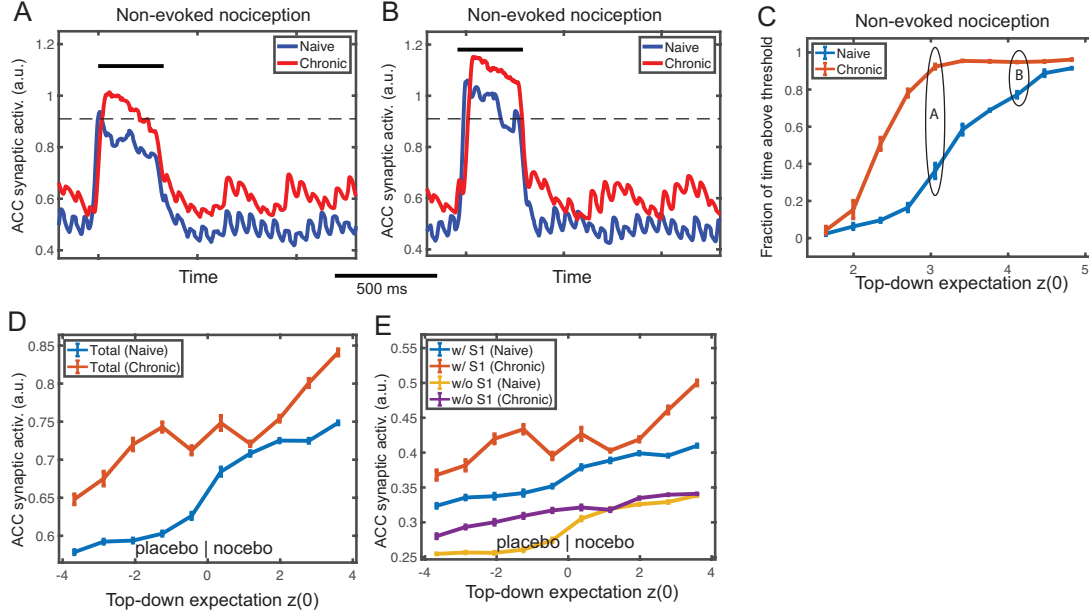 A
Non-evoked nociception
1.2
1
0.8
0.6
0.4
ACC synaptic activ. (a.u.)
Naive
Chronic
Time
B
Non-evoked nociception
1.2
1
0.8
0.6
0.4
ACC synaptic activ. (a.u.)
Naive
Chronic
Time
500 ms
C
Non-evoked nociception
1
0.8
0.6
0.4
0.2
0
Fraction of time above threshold
Naive
Chronic
A
B
2 3 4 5
Top-down expectation z(0)
D
0.85
0.8
0.75
0.7
0.65
0.6
ACC synaptic activ. (a.u.)
Total (Naive)
Total (Chronic)
placebo | nocebo
-4 -2 0 2 4
Top-down expectation z(0)
E
0.55
0.5
0.45
0.4
0.35
0.3
0.25
ACC synaptic activ. (a.u.)
w/ S1 (Naive)
w/ S1 (Chronic)
w/o S1 (Naive)
w/o S1 (Chronic)
placebo | nocebo
-4 -2 0 2 4
Top-down expectation z(0)